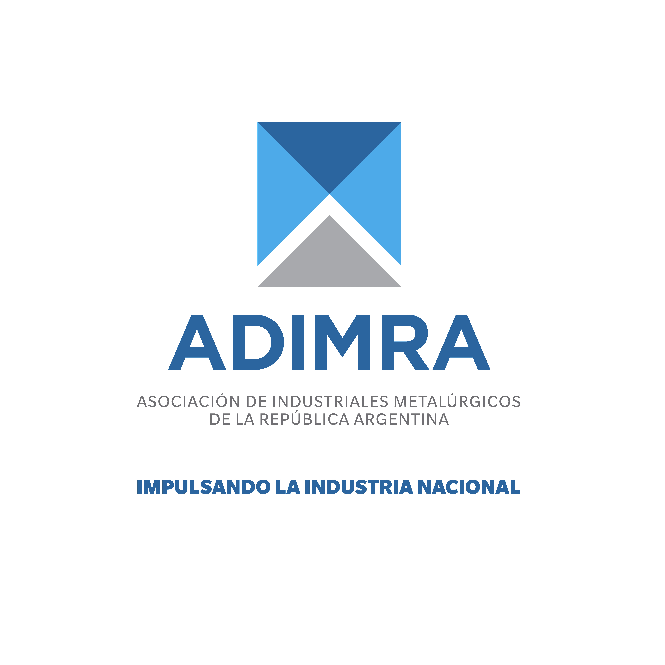 ADIMRA
ASOCIACIÓN DE INDUSTRIALES METALÚRGICOS
DE LA REPÚBLICA ARGENTINA
IMPULSANDO LA INDUSTRIA NACIONAL